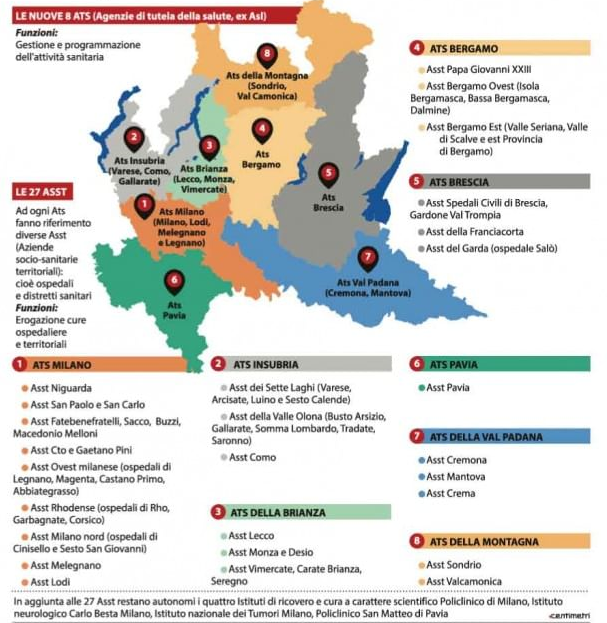 LE NUOVE 8 ATS (Agenzie di tutela della salute, ex Asl)
Funzioni:
Gestione e programmazione
dell'attività sanitaria
8
Ats della Montagna
(Sondrio,
Val Camonica)
2
Ats Insubria
(Varese, Como,
Gallarate)
3
Ats Brianza
(Lecco, Monza,
Vimercate)
4
Ats
Bergamo
5
Ats
Brescia
1
Ats Milano
(Milano, Lodi,
Melegnano
e Legnano)
6
Ats
Pavia
7
Ats Val Padana
(Cremona, Mantova)
LE 27 ASST
Ad ogni Ats
fanno riferimento
diverse Asst
(Aziende
socio-sanitarie
territoriali):
cioè ospedali
e distretti sanitari
Funzioni:
Erogazione cure
ospedaliere
e territoriali
4 ATS BERGAMO
Asst Papa Giovanni XXIII
Asst Bergamo Ovest (Isola
Bergamasca, Bassa Bergamasca,
Dalmine)
Asst Bergamo Est (Valle Seriana, Valle
di Scalve e est Provincia
di Bergamo)
5 ATS BRESCIA
Asst Spedali Civili di Brescia,
Gardone Val Trompia
Asst della Franciacorta
Asst del Garda (ospedale Salò)
1 ATS MILANO
Asst Niguarda
Asst San Paolo e San Carlo
Asst Fatebenefratelli, Sacco, Buzzi,
Macedonio Melloni
Asst Cto e Gaetano Pini
Asst Ovest milanese (ospedali di
Legnano, Magenta, Castano Primo,
Abbiategrasso)
Asst Rhodense (ospedali di Rho,
Garbagnate, Corsico)
Asst Milano nord (ospedali di
Cinisello e Sesto San Giovanni)
Asst Melegnano
Asst Lodi
2 ATS INSUBRIA
Asst dei Sette Laghi (Varese,
Arcisate, Luino e Sesto Calende)
Asst della Valle Olona (Busto Arsizio,
Gallarate, Somma Lombardo, Tradate,
Saronno)
Asst Como
3 ATS DELLA BRIANZA
Asst Lecco
Asst Monza e Desio
Asst Vimercate, Carate Brianza,
Seregno
6 ATS PAVIA
Asst Pavia
7 ATS DELLA VAL PADANA
Asst Cremona
Asst Mantova
Asst Crema
8 ATS DELLA MONTAGNA
Asst Sondrio
Asst Valcamonica
In aggiunta alle 27 Asst restano autonomi i quattro Istituti di ricovero e cura a carattere scientifico Policlinico di Milano, Istituto
neurologico Carlo Besta Milano, Istituto nazionale dei Tumori Milano, Policlinico San Matteo di Pavia
centimetri